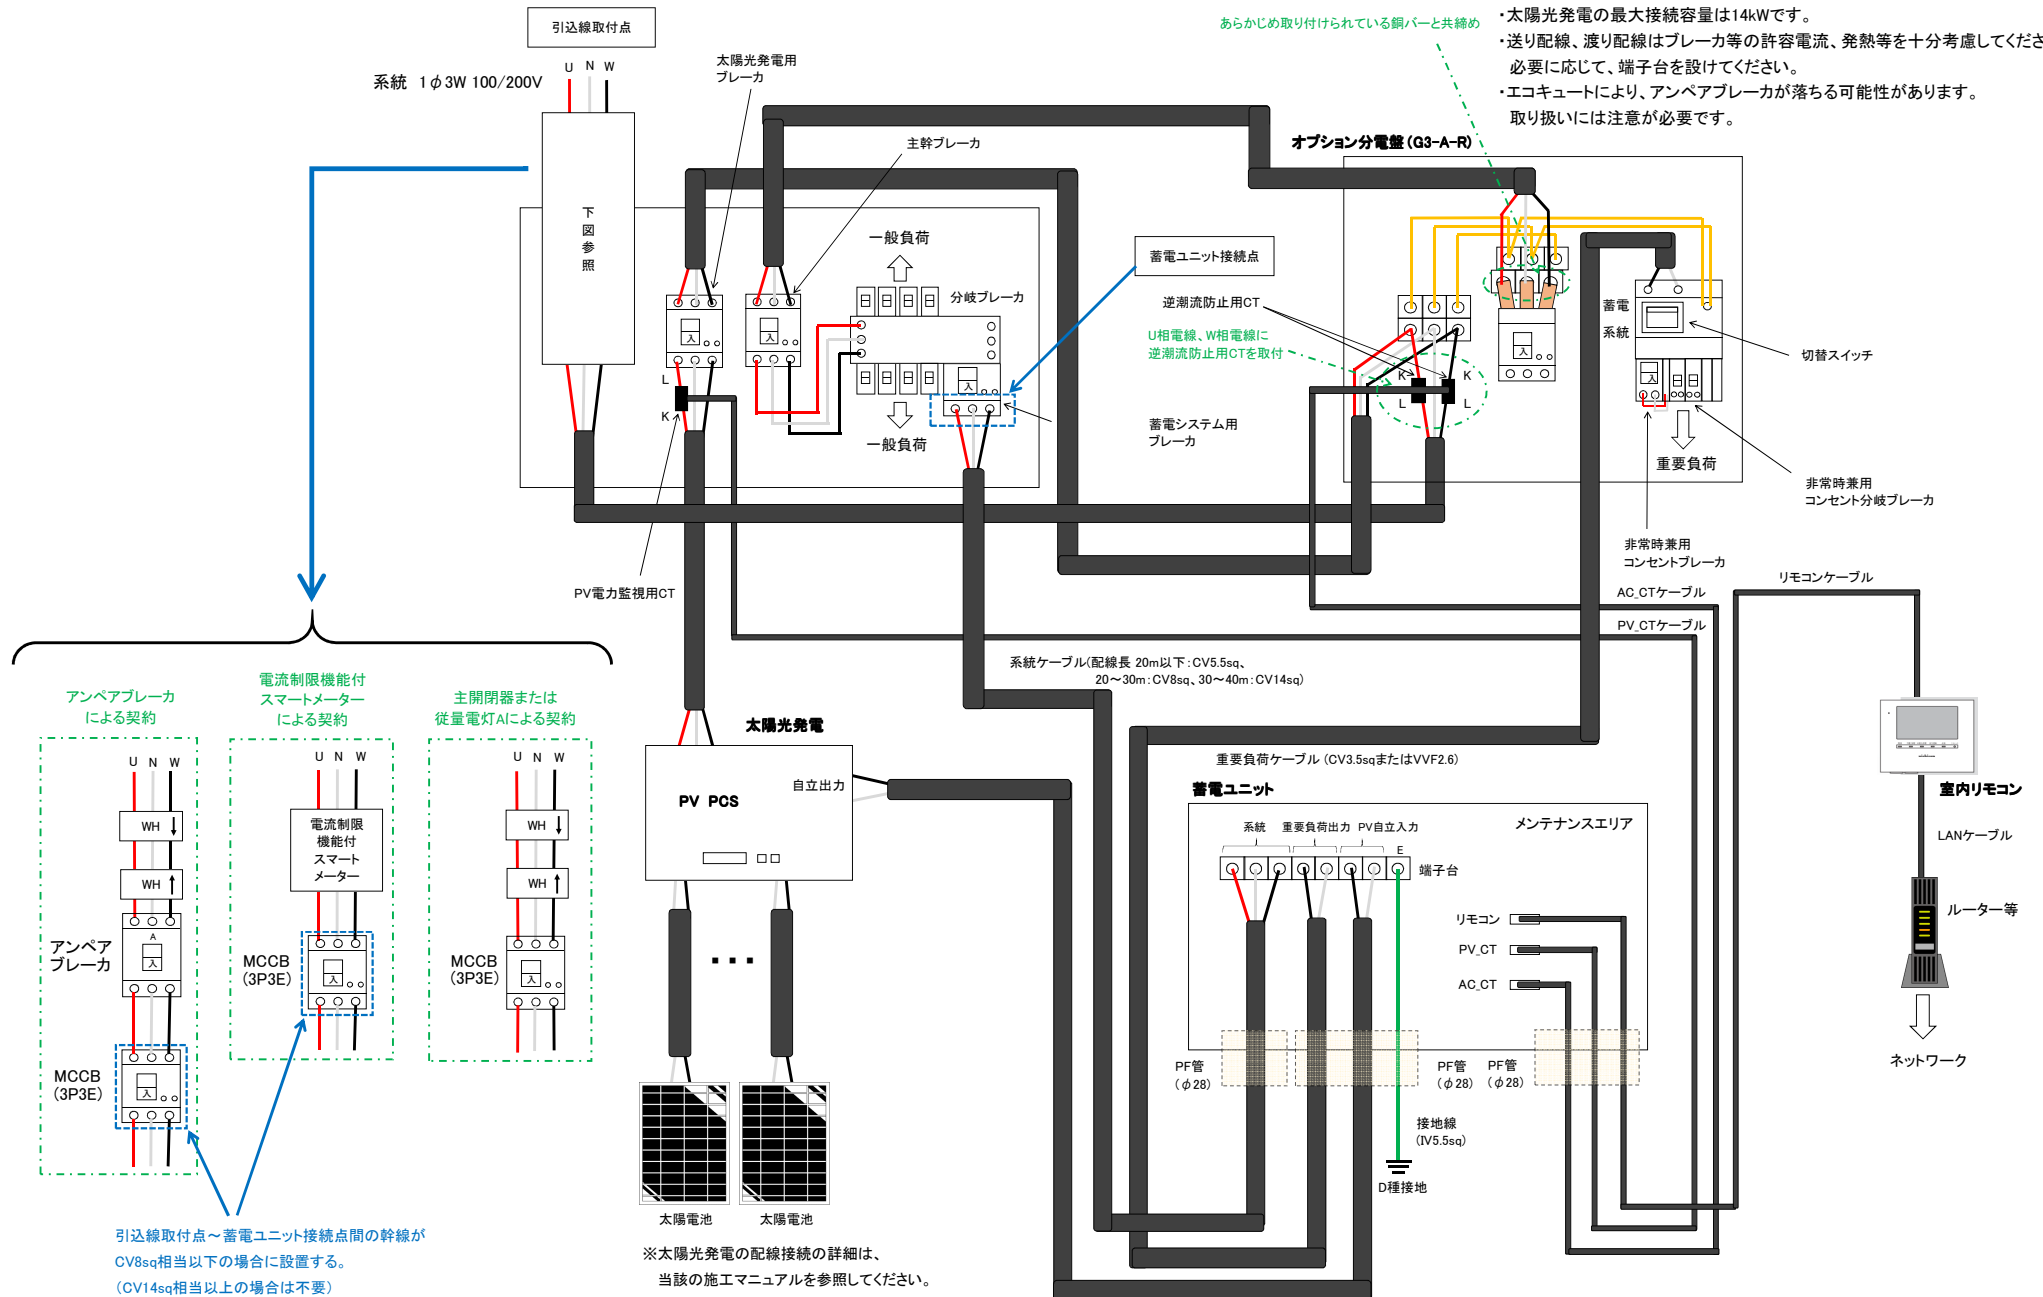 引込線取付点
系統 1φ3W 100/200V
U N W
下図参照
太陽光発電用
ブレーカ
主幹ブレーカ
あらかじめ取り付けられている銅バーと共締め
・太陽光発電の最大接続容量は14kWです。
・送り配線、渡り配線はブレーカ等の許容電流、発熱等を十分考慮してくださ
必要に応じて、端子台を設けてください。
・エコキュートにより、アンペアブレーカが落ちる可能性があります。
取り扱いには注意が必要です。
オプション分電盤(G3-A-R)
一般負荷
分岐ブレーカ
入
入
入
一般負荷
L
K
蓄電ユニット接続点
逆潮流防止用CT
U相電線、W相電線に
逆潮流防止用CTを取付
蓄電システム用
ブレーカ
K
L
K
L
入
蓄電
系統
入
切替スイッチ
重要負荷
非常時兼用
コンセント分岐ブレーカ
非常時兼用
コンセントブレーカ
PV電力監視用CT
AC_CTケーブル
PV_CTケーブル
リモコンケーブル
系統ケーブル(配線長 20m以下:CV5.5sq、
20～30m:CV8sq、30～40m:CV14sq)
重要負荷ケーブル (CV3.5sqまたはVVF2.6)
アンペアブレーカ
による契約
U N W
WH ↓
WH ↑
A
入
アンペア
ブレーカ
入
MCCB
(3P3E)
電流制限機能付
スマートメーター
による契約
U N W
電流制限
機能付
スマート
メーター
入
MCCB
(3P3E)
主開閉器または
従量電灯Aによる契約
U N W
WH ↓
WH ↑
入
MCCB
(3P3E)
引込線取付点～蓄電ユニット接続点間の幹線が
CV8sq相当以下の場合に設置する。
(CV14sq相当以上の場合は不要)
太陽光発電
PV PCS
自立出力
・・・
太陽電池
太陽電池
※太陽光発電の配線接続の詳細は、
当該の施工マニュアルを参照してください。
蓄電ユニット
メンテナンスエリア
系統 重要負荷出力 PV自立入力 E
端子台
リモコン
PV_CT
AC_CT
PF管
(φ28)
PF管
(φ28)
PF管
(φ28)
接地線
(IV5.5sq)
D種接地
室内リモコン
LANケーブル
ルーター等
ネットワーク